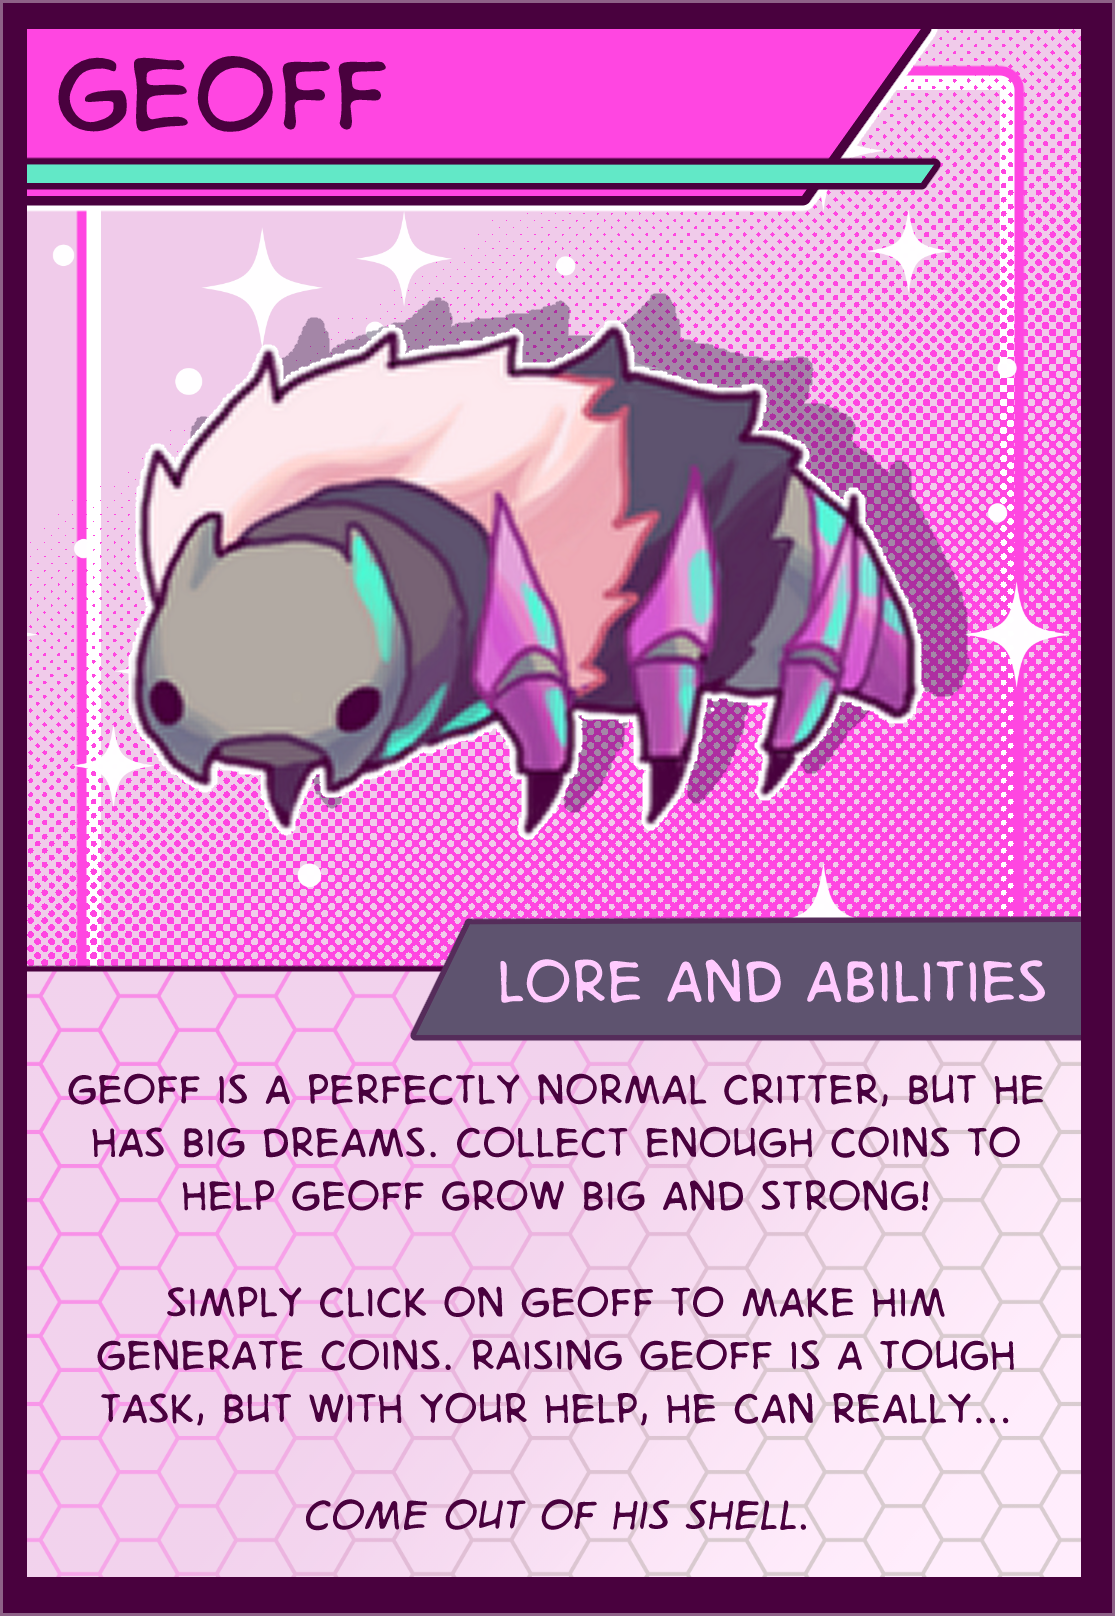 GEOFF
LORE AND ABILITIES
GEOFF IS A PERFECTLY NORMAL CRITTER, BUT HE
HAS BIG DREAMS. COLLECT ENOUGH COINS TO
HELP GEOFF GROW BIG AND STRONG!
SIMPLY CLICK ON GEOFF TO MAKE HIM
GENERATE COINS. RAISING GEOFF IS A TOUGH
TASK, BUT WITH YOUR HELP, HE CAN REALLY...
COME OUT OF HIS SHELL.